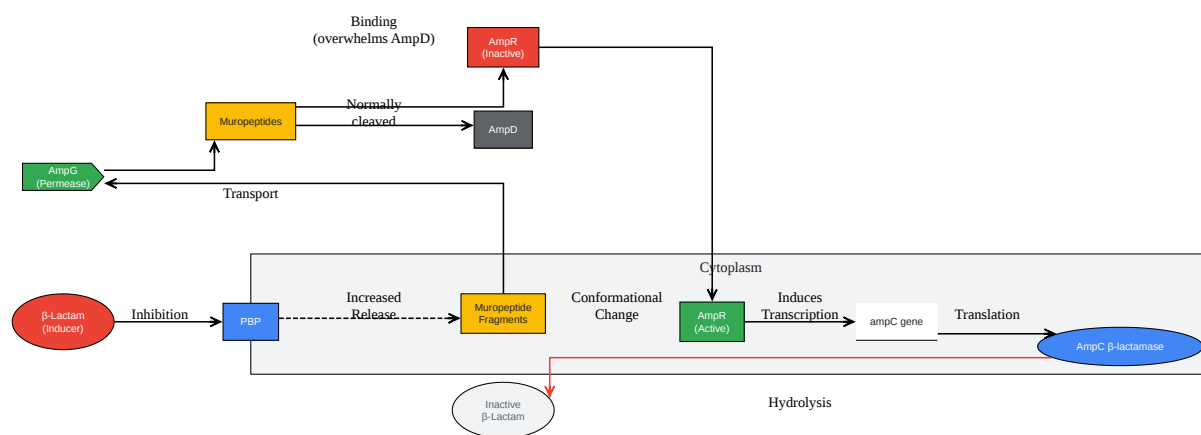 Binding
(overwhelms AmpD)
AmpR
(Inactive)
Muropeptides
Normally
cleaved
AmpD
AmpG
(Permease)
Transport
Cytoplasm
β-Lactam
(Inducer)
Inhibition
PBP
Increased
Release
Muropeptide
Fragments
Conformational
Change
AmpR
(Active)
Induces
Transcription
ampC gene
Translation
AmpC β-lactamase
Inactive
β-Lactam
Hydrolysis